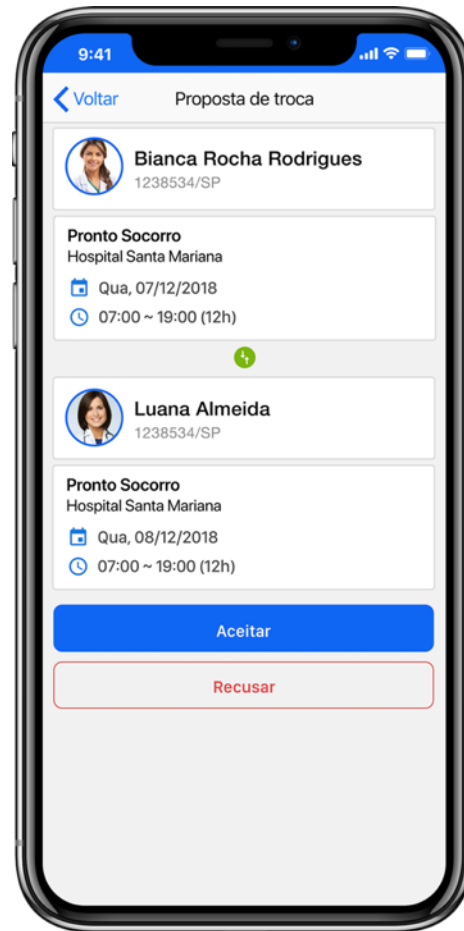 9:41
Voltar
Proposta de troca
Bianca Rocha Rodrigues
1238534/SP
Pronto Socorro
Hospital Santa Mariana
Qua, 07/12/2018
07:00 ~ 19:00 (12h)
Luana Almeida
1238534/SP
Pronto Socorro
Hospital Santa Mariana
Qua, 08/12/2018
07:00 ~ 19:00 (12h)
Aceitar
Recusar